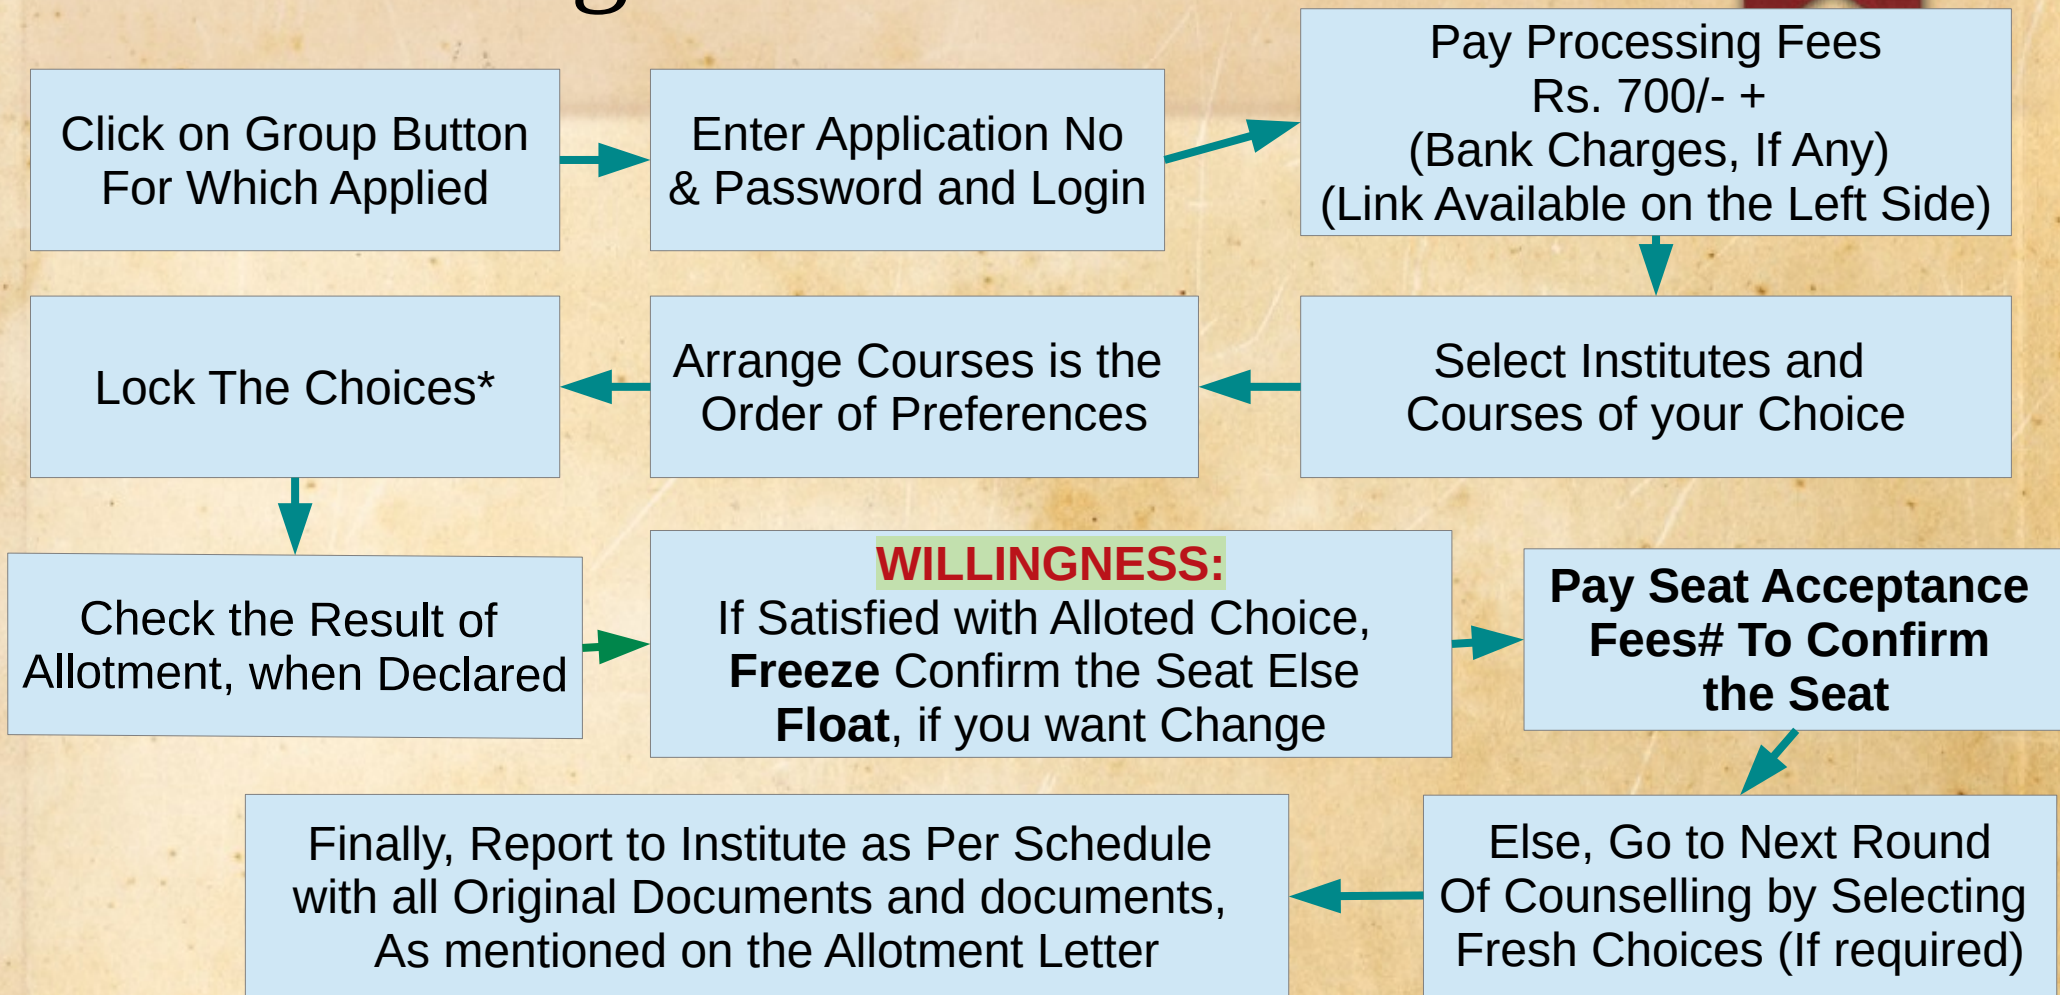 Click on Group Button
For Which Applied
Enter Application No
& Password and Login
Pay Processing Fees
Rs. 700/- +
(Bank Charges, If Any)
(Link Available on the Left Side)
Select Institutes and
Courses of your Choice
Arrange Courses is the
Order of Preferences
Lock The Choices*
Check the Result of
Allotment, when Declared
WILLINGNESS:
If Satisfied with Alloted Choice,
Freeze Confirm the Seat Else
Float, if you want Change
Pay Seat Acceptance
Fees# To Confirm
the Seat
Else, Go to Next Round
Of Counselling by Selecting
Fresh Choices (If required)
Finally, Report to Institute as Per Schedule
with all Original Documents and documents,
As mentioned on the Allotment Letter